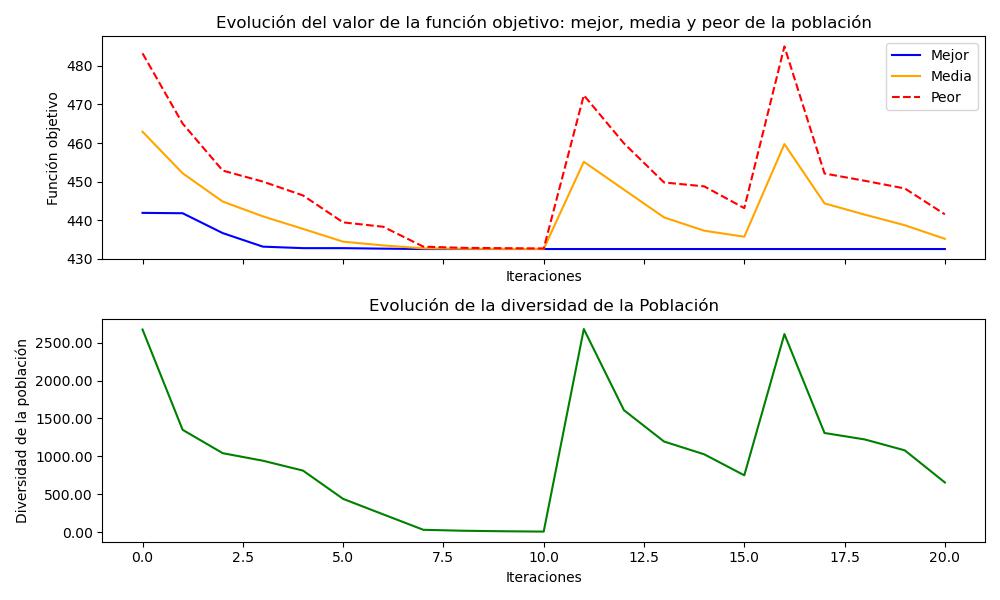 Evolución del valor de la función objetivo: mejor, media y peor de la población
Función objetivo
480
470
460
450
440
430
Mejor
Media
Peor
Iteraciones
Evolución de la diversidad de la Población
Diversidad de la población
2500.00
2000.00
1500.00
1000.00
500.00
0.00
0.0 2.5 5.0 7.5 10.0 12.5 15.0 17.5 20.0
Iteraciones